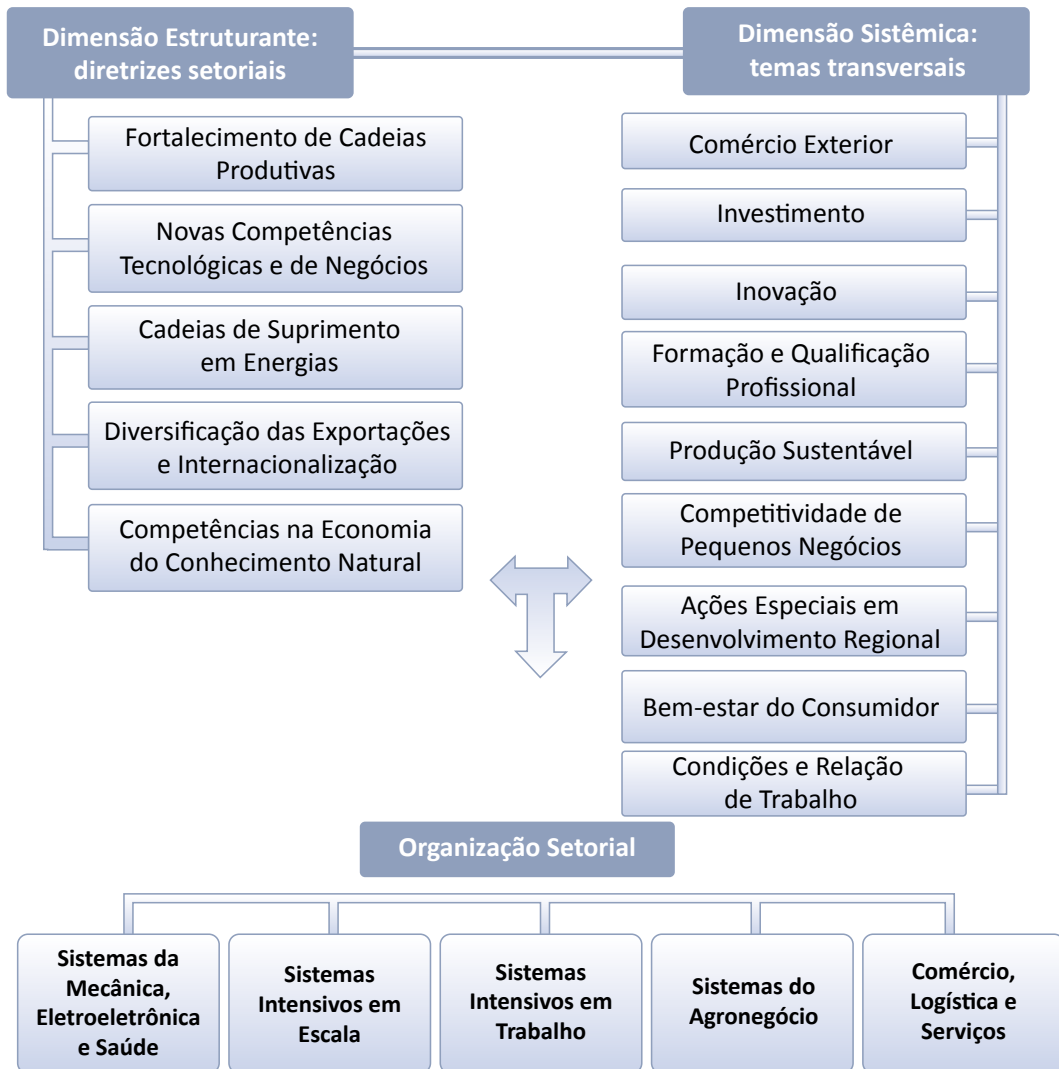 Dimensão Estruturante:
diretrizes setoriais
Fortalecimento de Cadeias
Produtivas
Novas Competências
Tecnológicas e de Negócios
Cadeias de Suprimento
em Energias
Diversificação das Exportações
e Internacionalização
Competências na Economia
do Conhecimento Natural
Dimensão Sistêmica:
temas transversais
Comércio Exterior
Investimento
Inovação
Formação e Qualificação
Profissional
Produção Sustentável
Competitividade de
Pequenos Negócios
Ações Especiais em
Desenvolvimento Regional
Bem-estar do Consumidor
Condições e Relação
de Trabalho
Organização Setorial
Sistemas da
Mecânica,
Eletroeletrônica
e Saúde
Sistemas
Intensivos em
Escala
Sistemas
Intensivos em
Trabalho
Sistemas do
Agronegócio
Comércio,
Logística e
Serviços